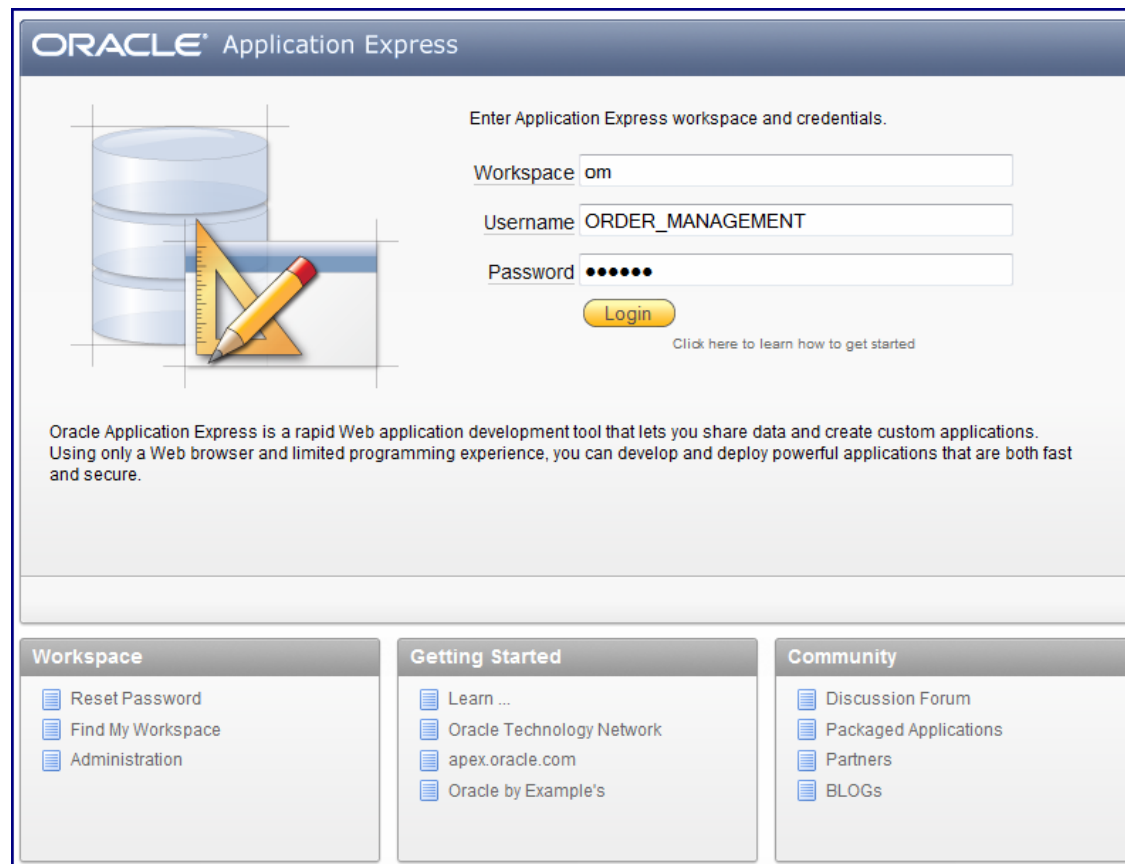 ORACLE Application Express
Enter Application Express workspace and credentials.
Workspace om
Username ORDER_MANAGEMENT
Password ●●●●●●
Login
Click here to learn how to get started
Oracle Application Express is a rapid Web application development tool that lets you share data and create custom applications.
Using only a Web browser and limited programming experience, you can develop and deploy powerful applications that are both fast
and secure.
Workspace
Reset Password
Find My Workspace
Administration
Getting Started
Learn ...
Oracle Technology Network
apex.oracle.com
Oracle by Example's
Community
Discussion Forum
Packaged Applications
Partners
BLOGs